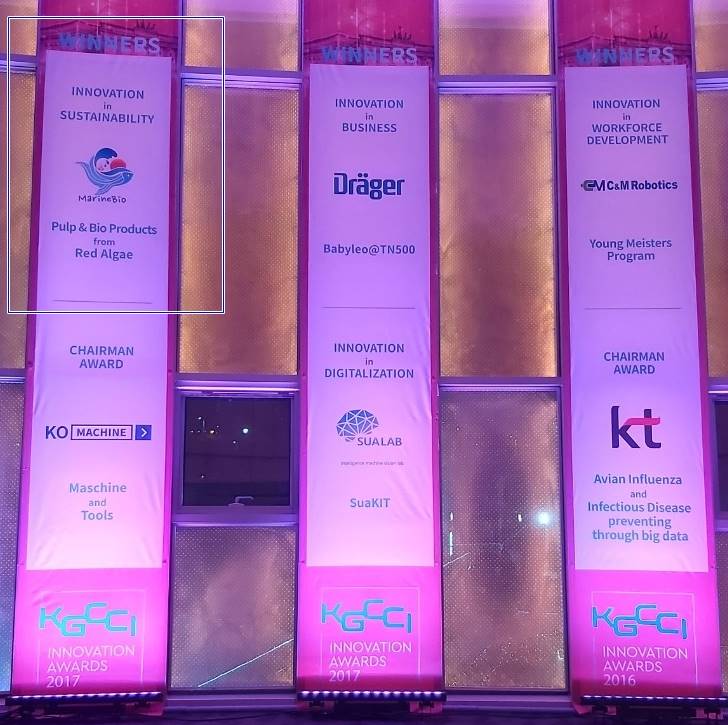 WINNERS
INNOVATION
in
SUSTAINABILITY
MarineBio
Pulp & Bio Products
from
Red Algae
CHAIRMAN
AWARD
KO MACHINE
Maschine
and
Tools
KGCCI
INNOVATION
AWARDS
2017
WINNERS
INNOVATION
in
BUSINESS
Dräger
Babyleo@TN500
INNOVATION
in
DIGITALIZATION
SUALAB
SuaKIT
KGCCI
INNOVATION
AWARDS
2017
WINNERS
INNOVATION
in
WORKFORCE
DEVELOPMENT
CM C&M Robotics
Young Meisters
Program
CHAIRMAN
AWARD
kt
Avian Influenza
and
Infectious Disease
preventing
through big data
KGCCI
INNOVATION
AWARDS
2016